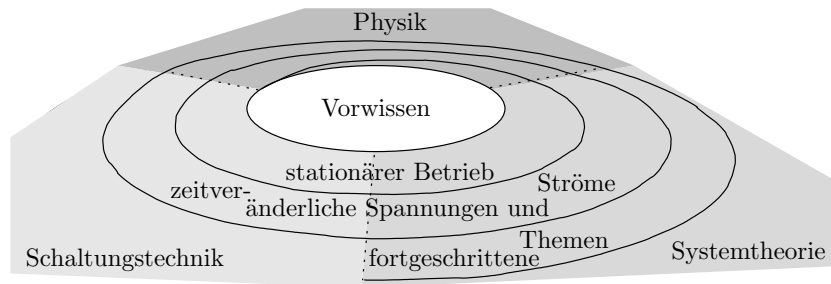 Physik
Vorwissen
stationärer Betrieb
zeitver-
änderliche Spannungen und
Ströme
fortgeschrittene
Themen
Schaltungstechnik
Systemtheorie